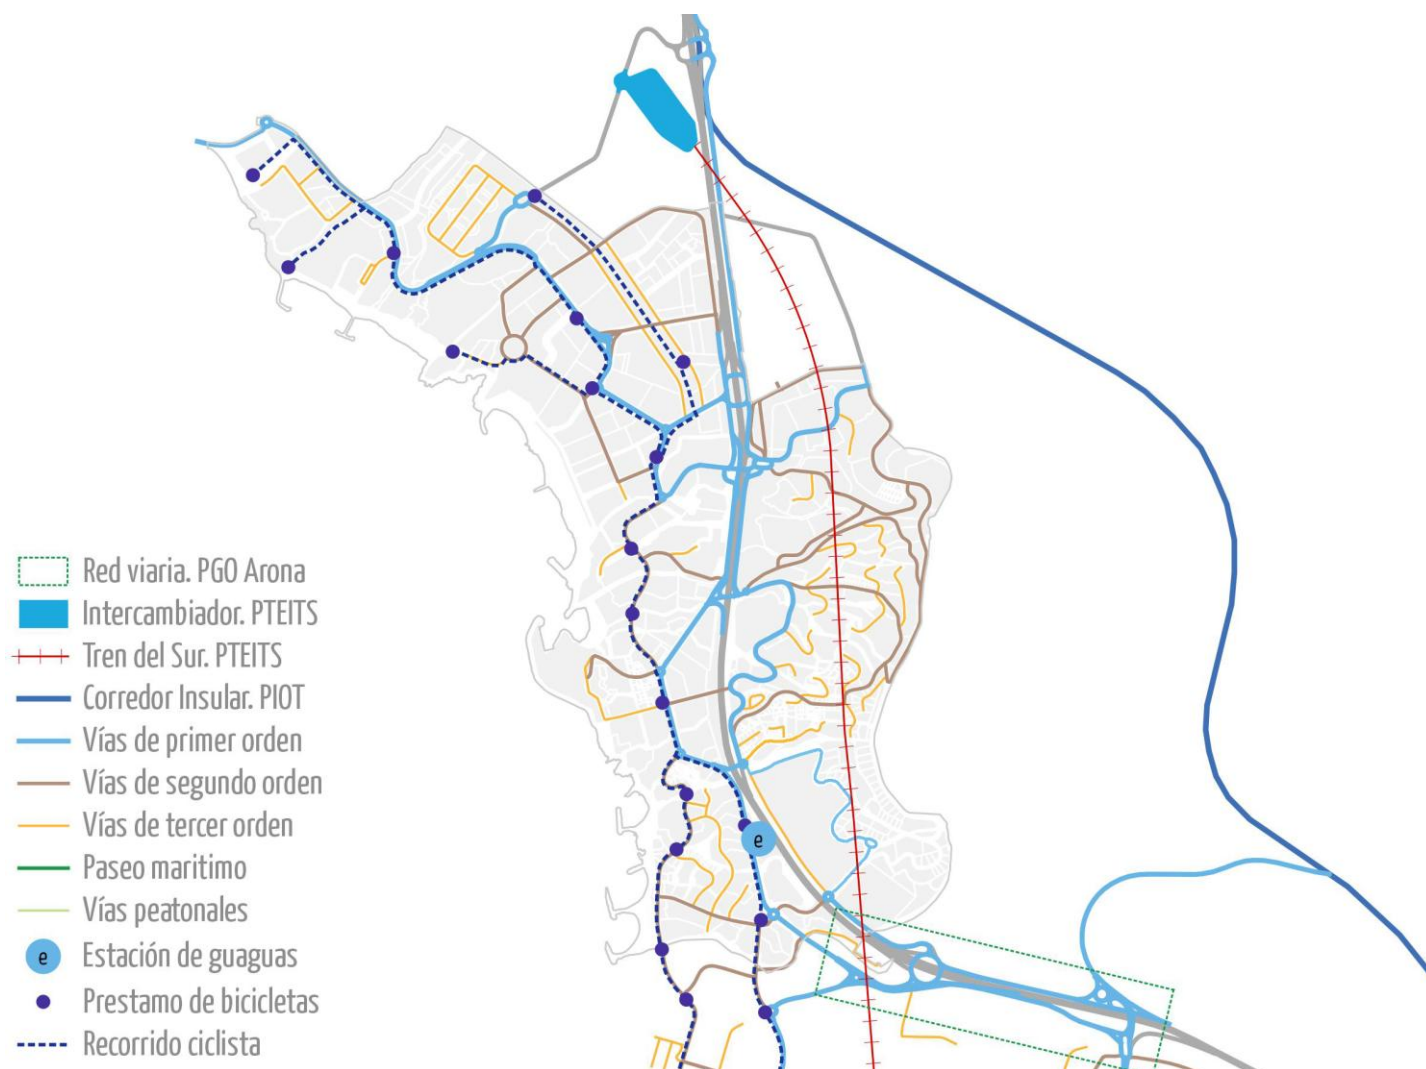 e
Red viaria. PGO Arona
Intercambiador. PTEITS
Tren del Sur. PTEITS
Corredor Insular. PIOT
Vías de primer orden
Vías de segundo orden
Vías de tercer orden
Paseo maritimo
Vías peatonales
e Estación de guaguas
Prestamo de bicicletas
Recorrido ciclista